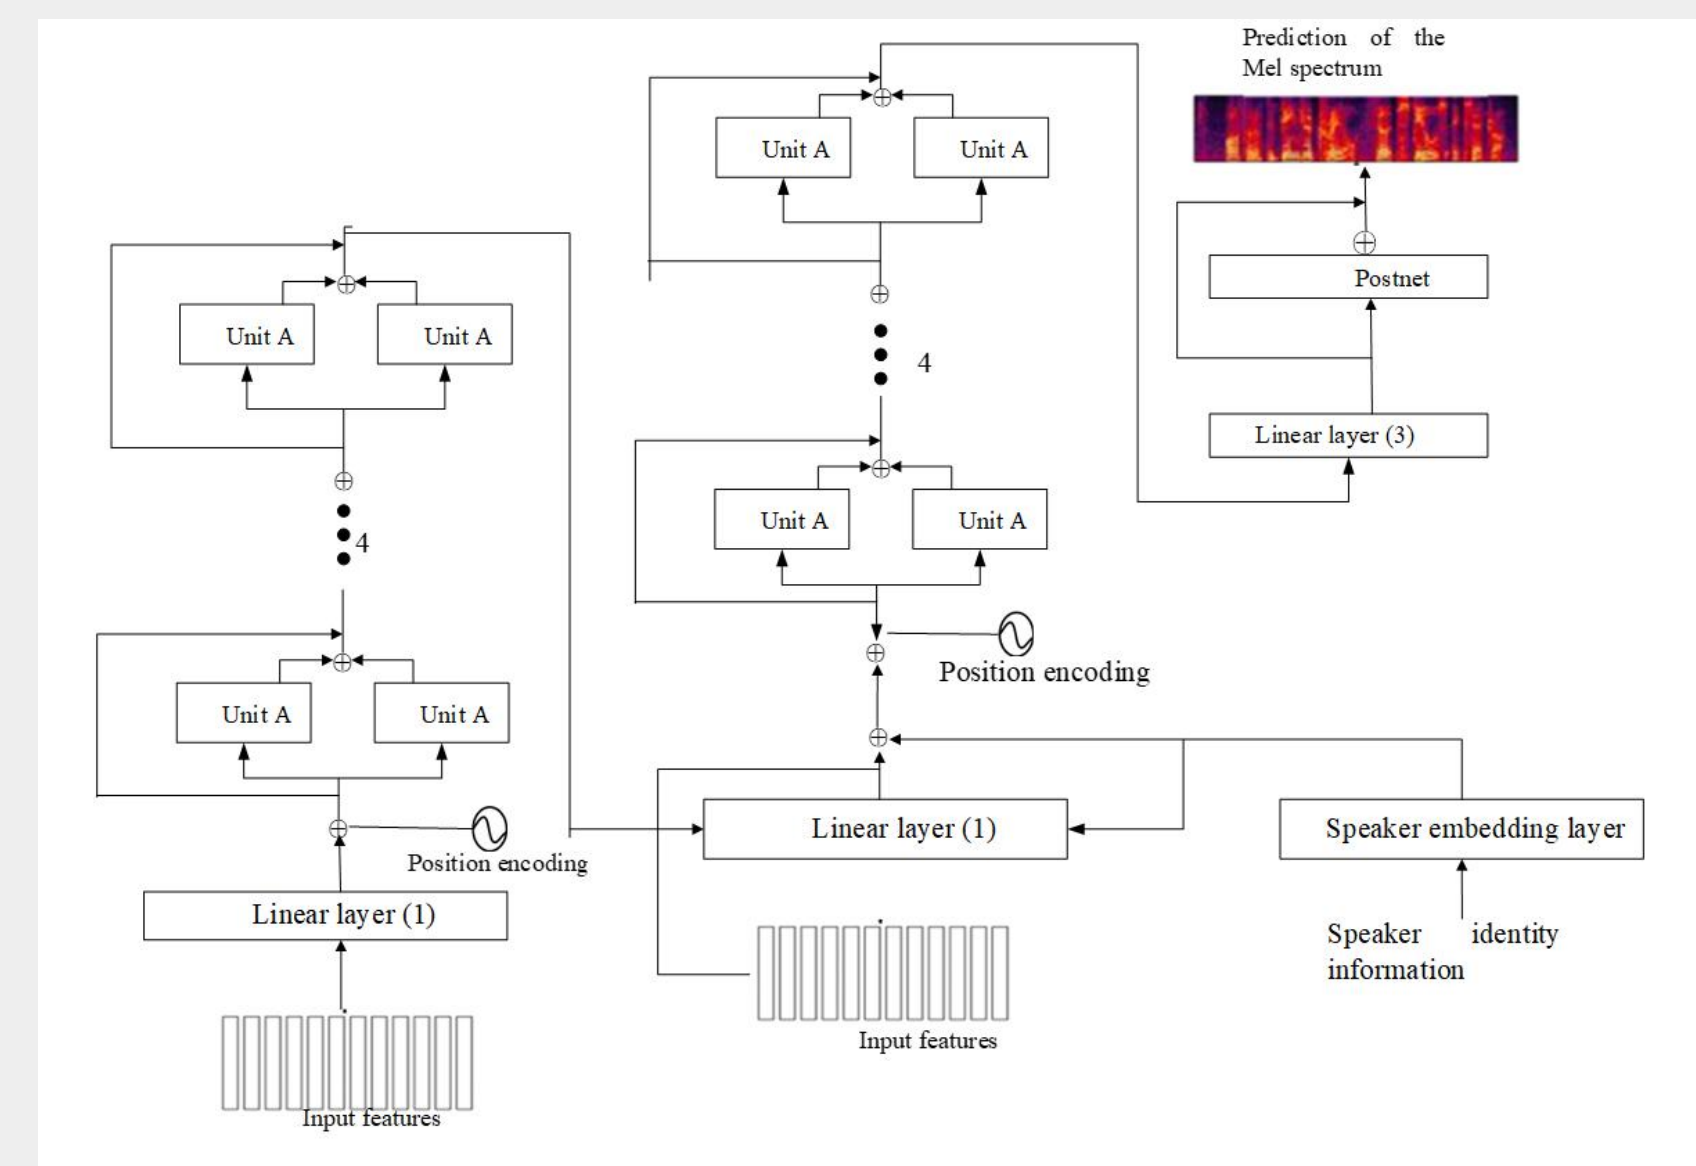 Prediction of the
Mel spectrum
Unit A
Unit A
Postnet
Unit A
Unit A
4
Linear layer (3)
Unit A
Unit A
4
Position encoding
Unit A
Unit A
Linear layer (1)
Speaker embedding layer
Position encoding
Linear layer (1)
Speaker identity
information
Input features
Input features